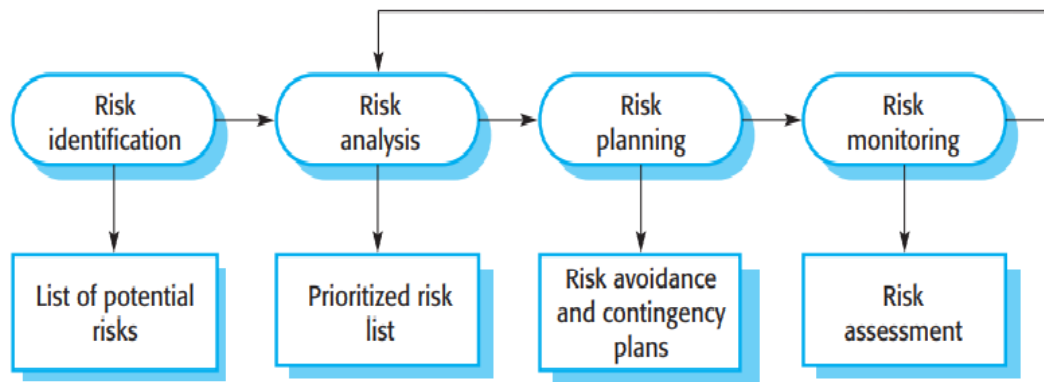 Risk
identification
Risk
analysis
Risk
planning
Risk
monitoring
List of potential
risks
Prioritized risk
list
Risk avoidance
and contingency
plans
Risk
assessment